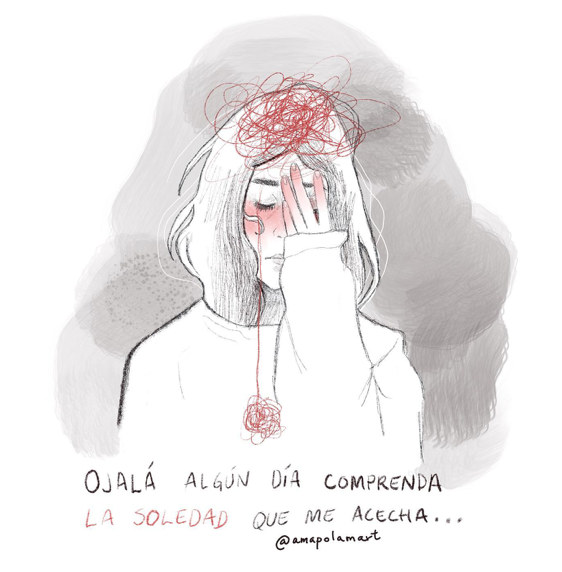 OJALÁ ALGÚN DÍA COMPRENDA
LA SOLEDAD QUE ME ACECHA...
@amapolamart